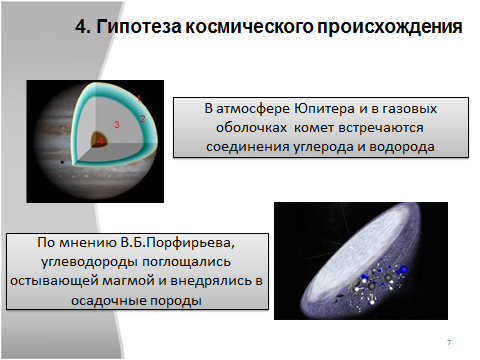 4. Гипотеза космического происхождения
1
2
3
В атмосфере Юпитера и в газовых
оболочках комет встречаются
соединения углерода и водорода
По мнению В.Б.Порфирьева,
углеводороды поглощались
остывающей магмой и внедрялись в
осадочные породы
7